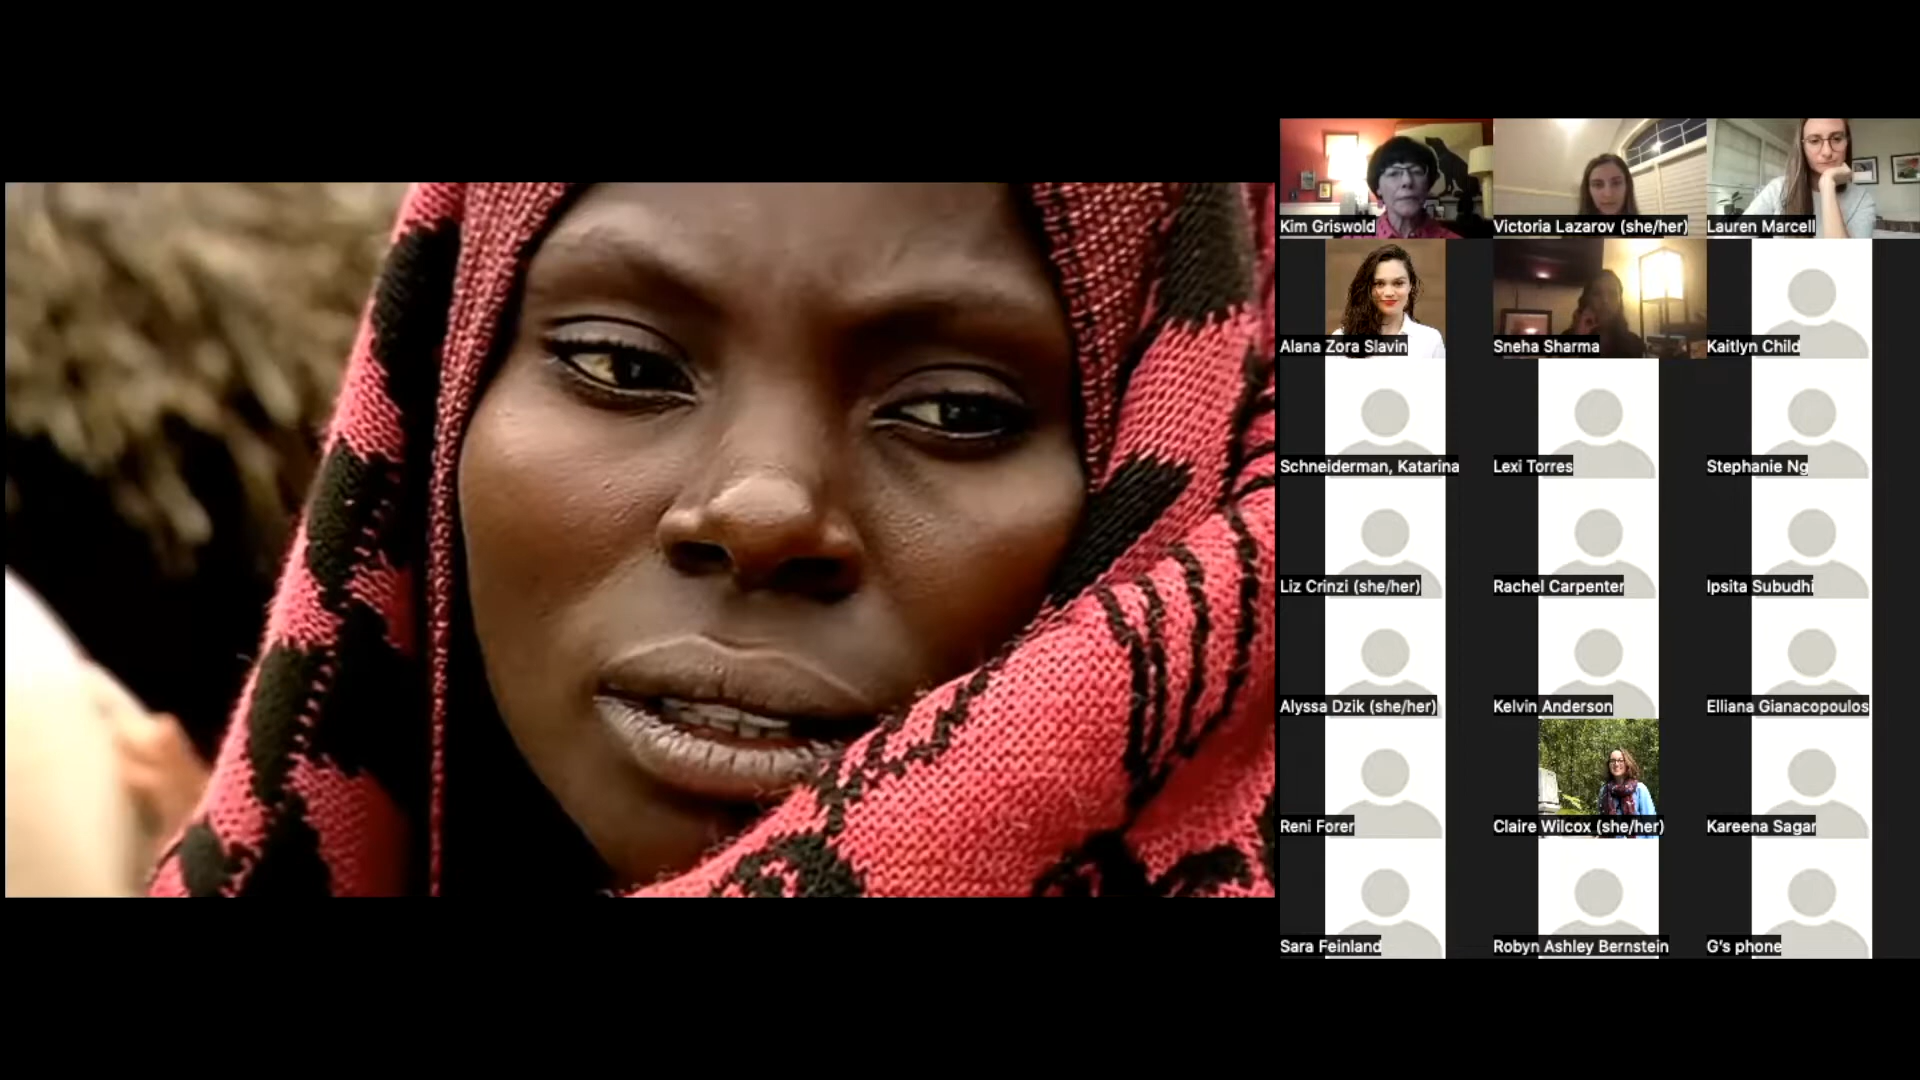 Kim Griswold
Victoria Lazarov (she/her)
Lauren Marcell
Alana Zora Slavin
Sneha Sharma
Kaitlyn Child
Schneiderman, Katarina
Lexi Torres
Stephanie Ng
Liz Crinzi (she/her)
Rachel Carpenter
Ipsita Subudhi
Alyssa Dzik (she/her)
Kelvin Anderson
Elliana Gianacopoulos
Reni Forer
Claire Wilcox (she/her)
Kareena Sagar
Sara Feinland
Robyn Ashley Bernstein
G's phone